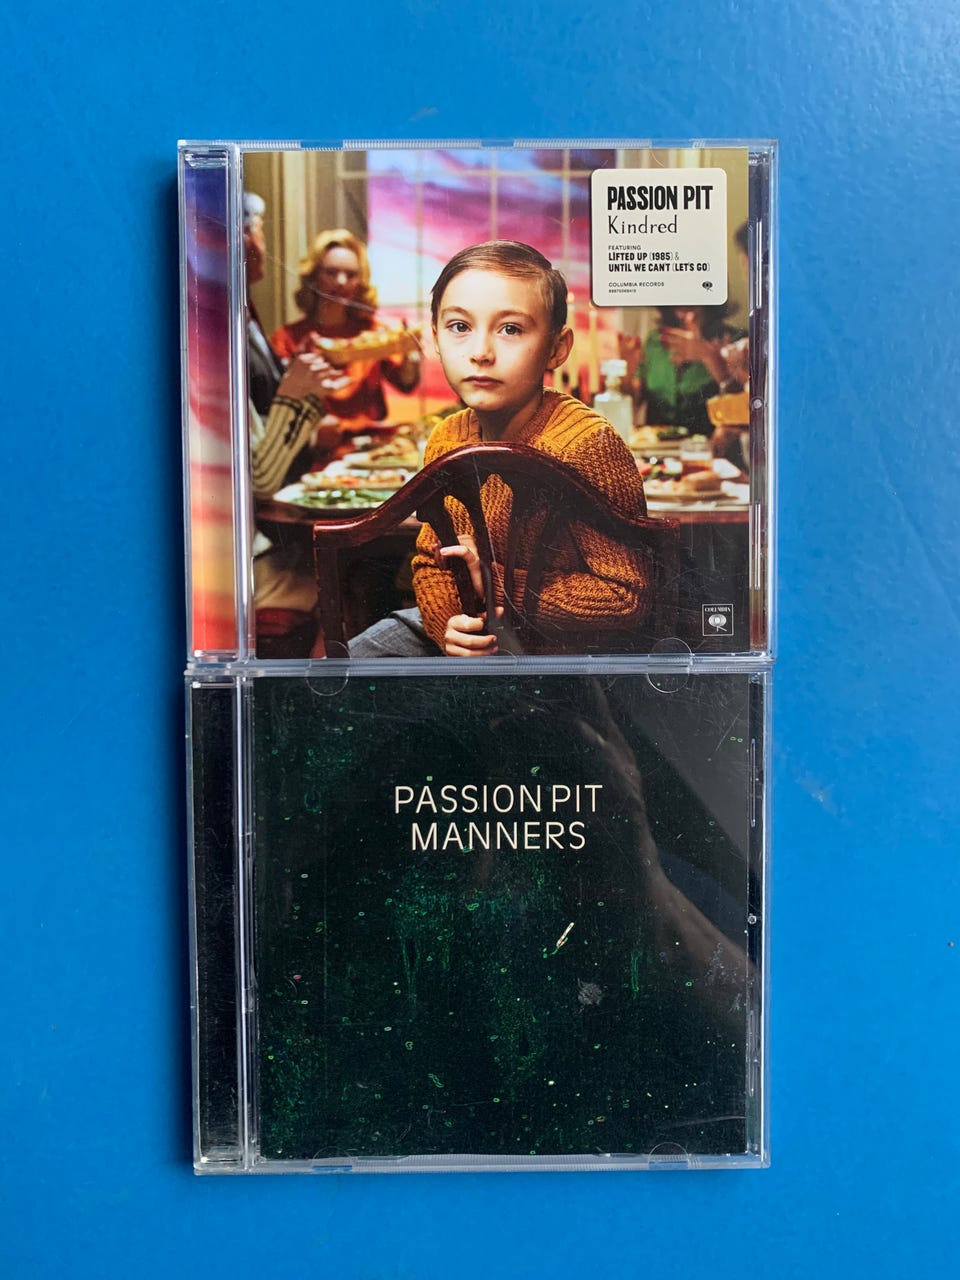 PASSION PIT
Kindred
FEATURING
LIFTED UP (1985) &
UNTIL WE CAN'T (LET'S GO)
COLUMBIA RECORDS
COLUMBIA
PASSION PIT
MANNERS